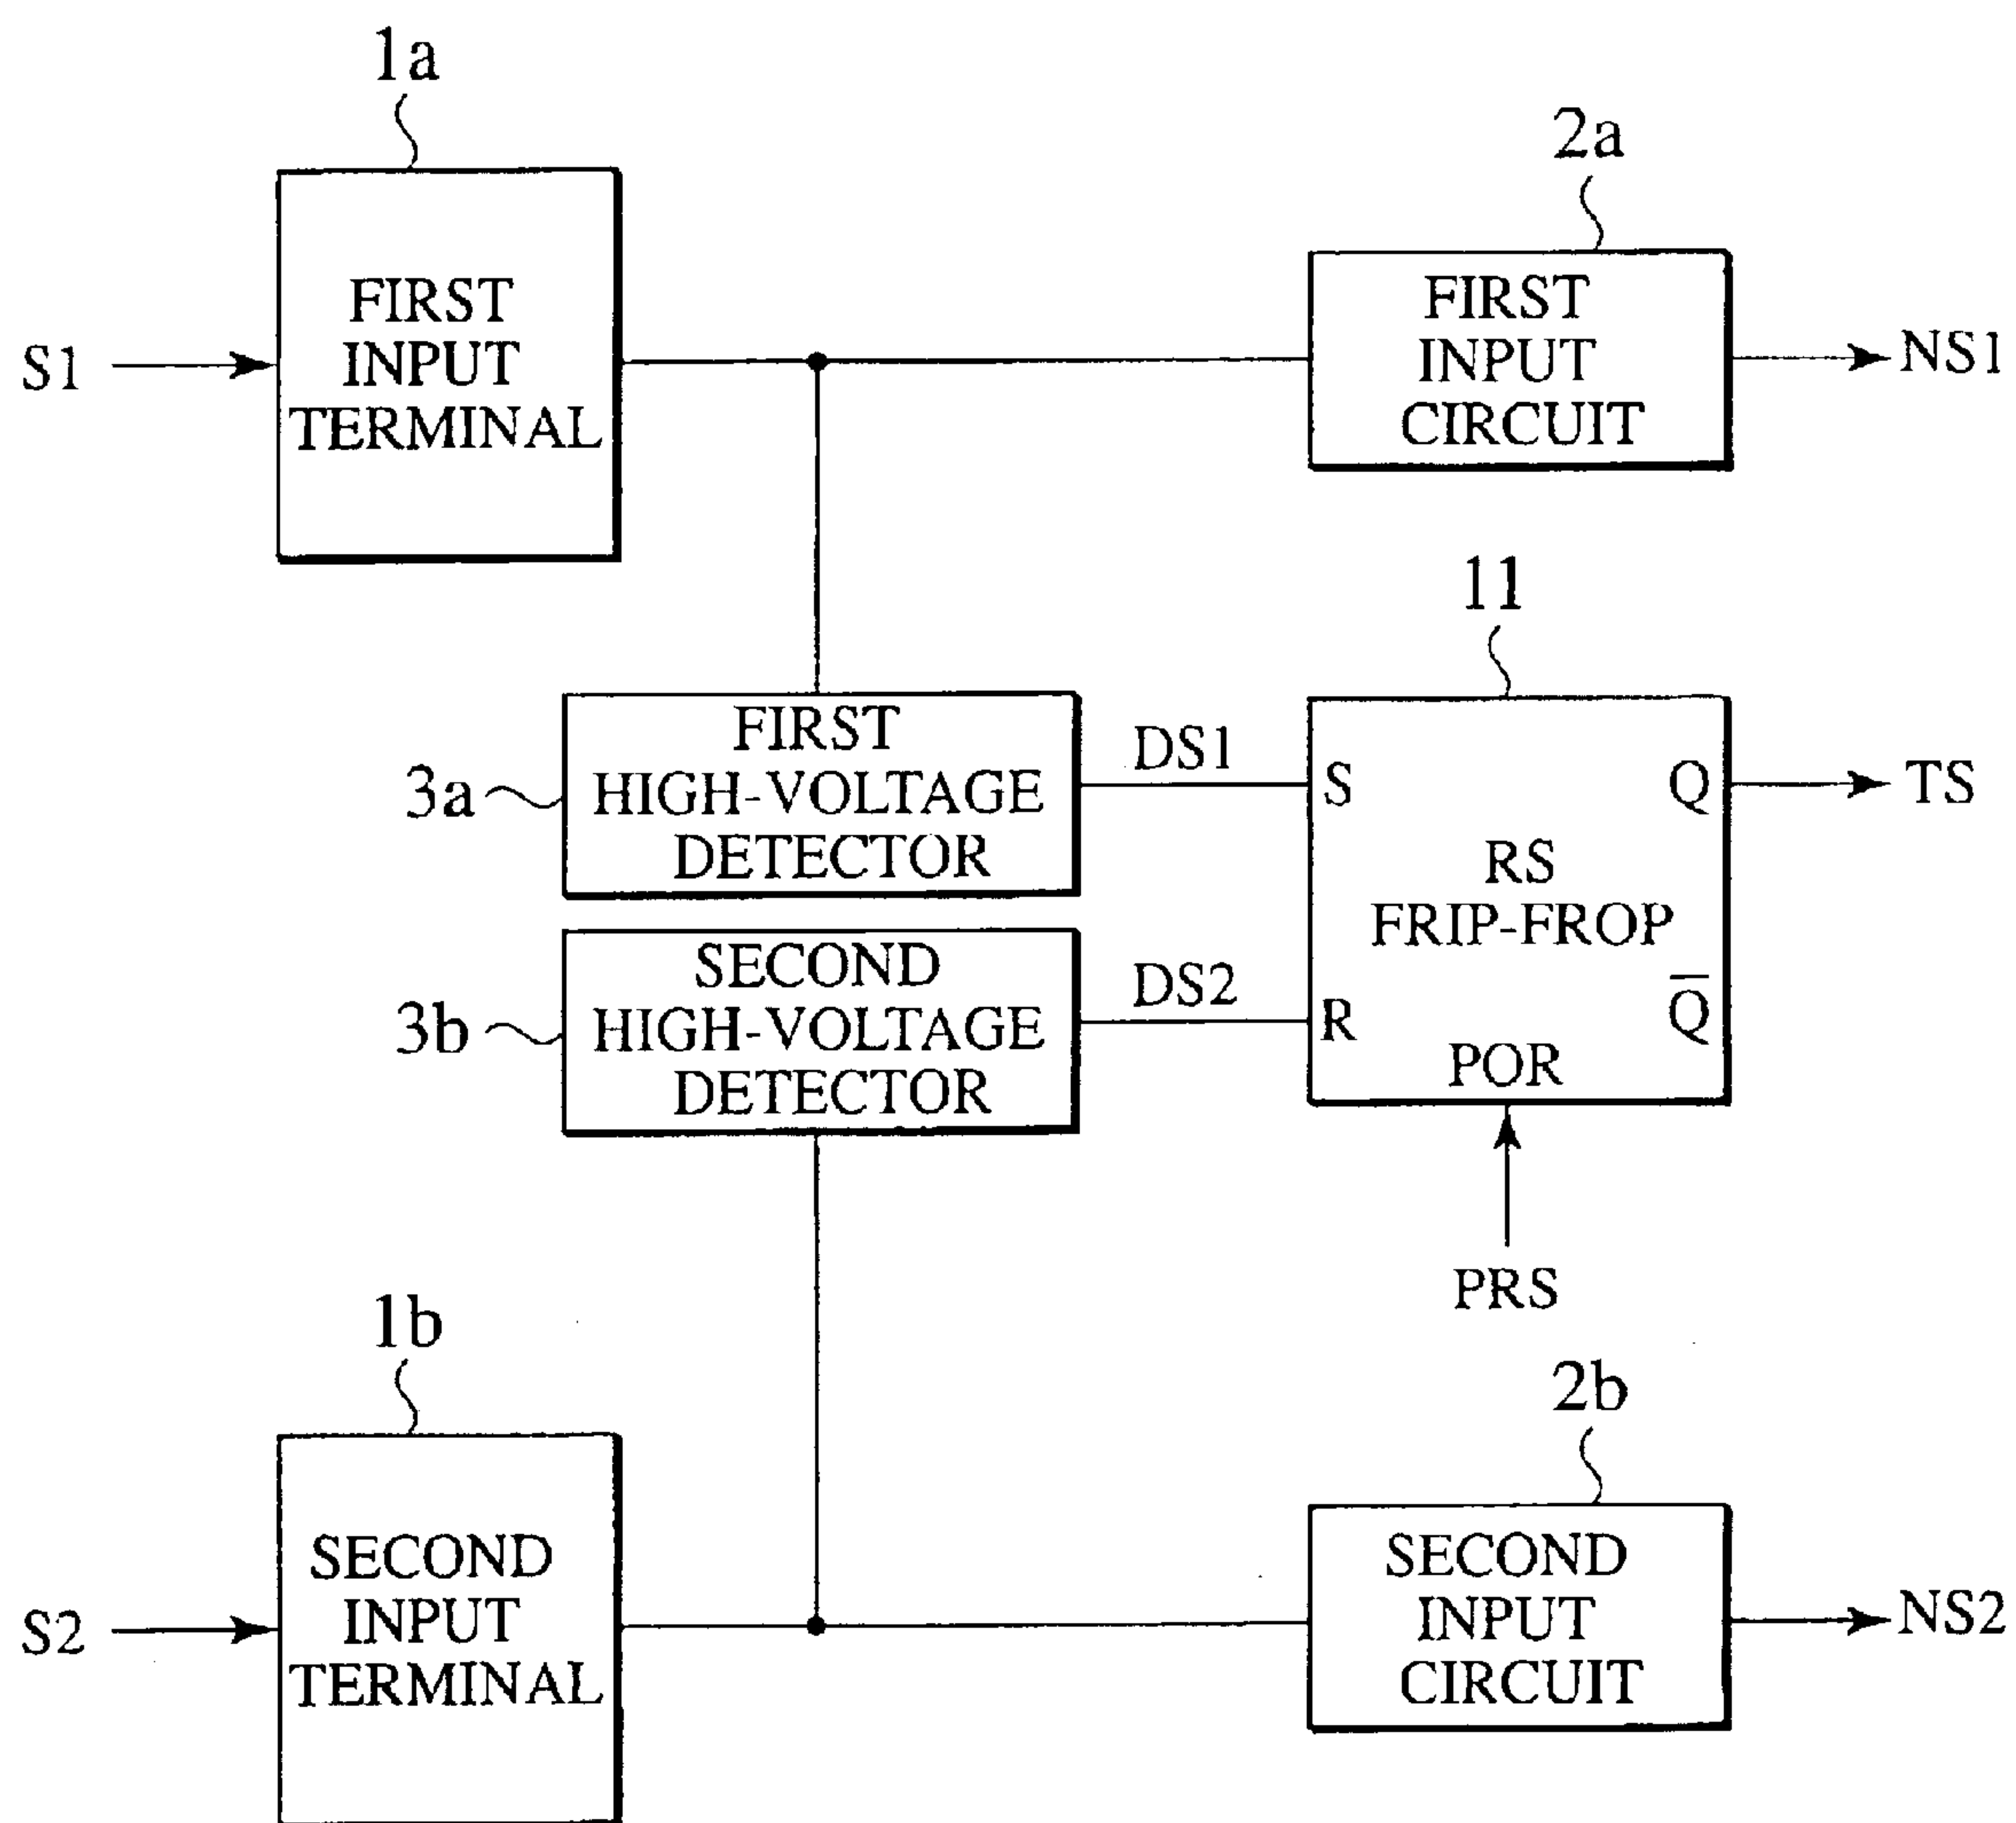 1a
2a
FIRST
INPUT
TERMINAL
FIRST
INPUT
CIRCUIT
S1
NS1
11
3a
FIRST
HIGH-VOLTAGE
DETECTOR
DS1
S
Q
TS
RS
FRIP-FROP
3b
SECOND
HIGH-VOLTAGE
DETECTOR
DS2
R
Q̅
POR
PRS
1b
2b
SECOND
INPUT
TERMINAL
SECOND
INPUT
CIRCUIT
S2
NS2